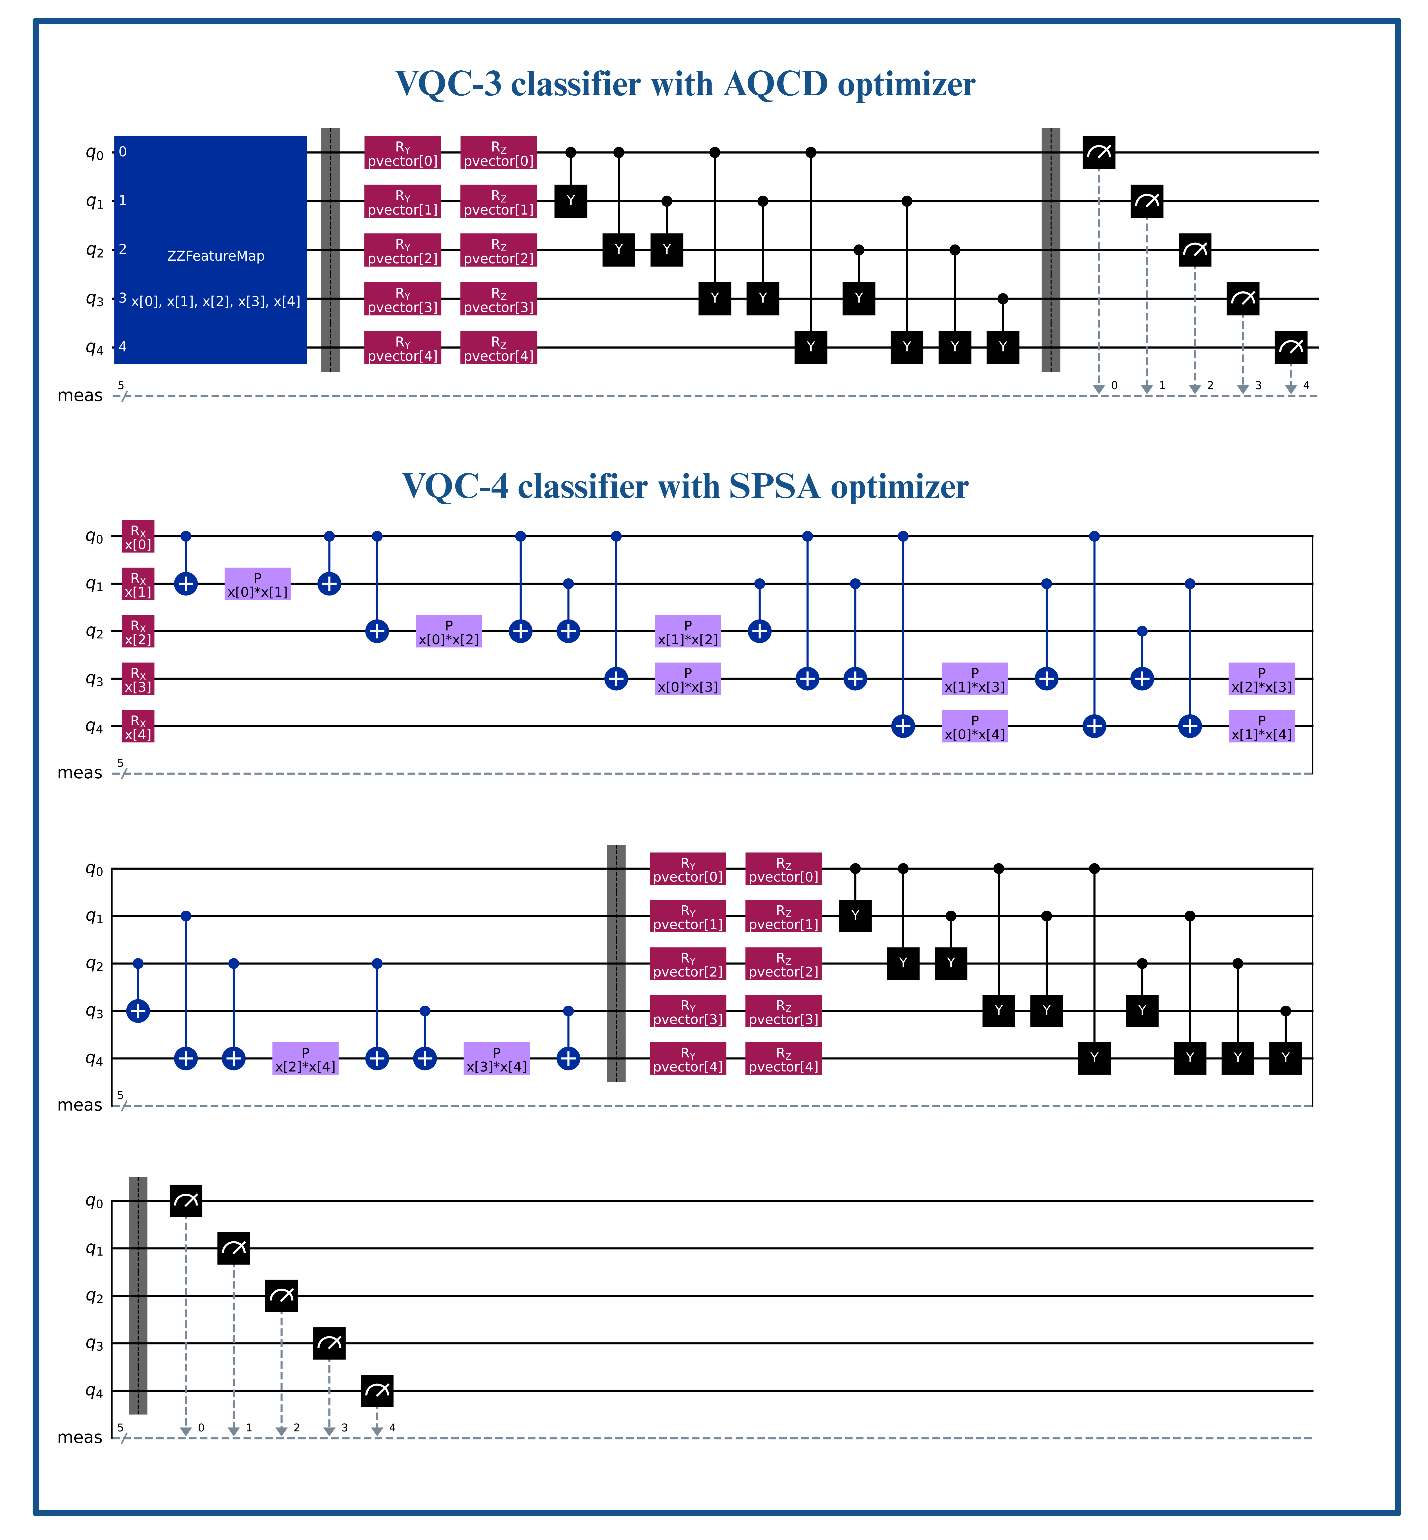 VQC-3 classifier with AQCD optimizer
q0 0 RY pvector[0] RZ pvector[0]
q1 1 RY pvector[1] RZ pvector[1] Y
q2 2 RY pvector[2] RZ pvector[2] Y Y
ZZFeatureMap
q3 3 x[0], x[1], x[2], x[3], x[4] RY pvector[3] RZ pvector[3] Y Y Y
q4 4 RY pvector[4] RZ pvector[4] Y Y Y Y
meas 5 0 1 2 3 4
VQC-4 classifier with SPSA optimizer
q0 RX x[0]
q1 RX x[1] P x[0]*x[1]
q2 RX x[2] P x[0]*x[2] P x[1]*x[2]
q3 RX x[3] P x[0]*x[3] P x[1]*x[3] P x[2]*x[3]
q4 RX x[4] P x[0]*x[4] P x[1]*x[4]
meas 5
q0 RY pvector[0] RZ pvector[0]
q1 RY pvector[1] RZ pvector[1] Y
q2 RY pvector[2] RZ pvector[2] Y Y
q3 RY pvector[3] RZ pvector[3] Y Y Y
q4 P x[2]*x[4] P x[3]*x[4] RY pvector[4] RZ pvector[4] Y Y Y Y
meas 5
q0
q1
q2
q3
q4
meas 5 0 1 2 3 4